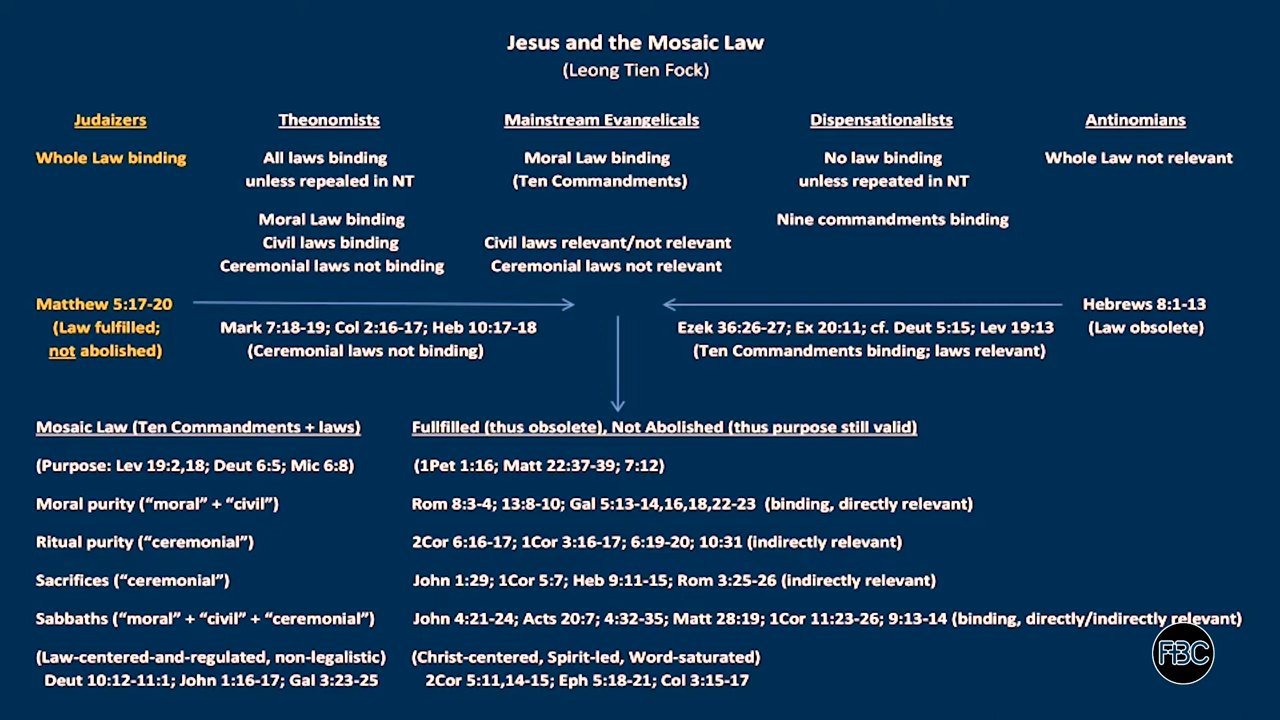 Jesus and the Mosaic Law
(Leong Tien Fock)
Judaizers
Whole Law binding
Theonomists
All laws binding
unless repealed in NT
Moral Law binding
Civil laws binding
Ceremonial laws not binding
Mainstream Evangelicals
Moral Law binding
(Ten Commandments)
Civil laws relevant/not relevant
Ceremonial laws not relevant
Dispensationalists
No law binding
unless repeated in NT
Nine commandments binding
Antinomians
Whole Law not relevant
Matthew 5:17-20
(Law fulfilled;
not abolished)
Mark 7:18-19; Col 2:16-17; Heb 10:17-18
(Ceremonial laws not binding)
Ezek 36:26-27; Ex 20:11; cf. Deut 5:15; Lev 19:13
(Ten Commandments binding; laws relevant)
Hebrews 8:1-13
(Law obsolete)
Mosaic Law (Ten Commandments + laws)
Fullfilled (thus obsolete), Not Abolished (thus purpose still valid)
(Purpose: Lev 19:2,18; Deut 6:5; Mic 6:8)
(1Pet 1:16; Matt 22:37-39; 7:12)
Moral purity (“moral” + “civil”)
Rom 8:3-4; 13:8-10; Gal 5:13-14,16,18,22-23 (binding, directly relevant)
Ritual purity (“ceremonial”)
2Cor 6:16-17; 1Cor 3:16-17; 6:19-20; 10:31 (indirectly relevant)
Sacrifices (“ceremonial”)
John 1:29; 1Cor 5:7; Heb 9:11-15; Rom 3:25-26 (indirectly relevant)
Sabbaths (“moral” + “civil” + “ceremonial”)
John 4:21-24; Acts 20:7; 4:32-35; Matt 28:19; 1Cor 11:23-26; 9:13-14 (binding, directly/indirectly relevant)
(Law-centered-and-regulated, non-legalistic)
Deut 10:12-11:1; John 1:16-17; Gal 3:23-25
(Christ-centered, Spirit-led, Word-saturated)
2Cor 5:11,14-15; Eph 5:18-21; Col 3:15-17
FBC